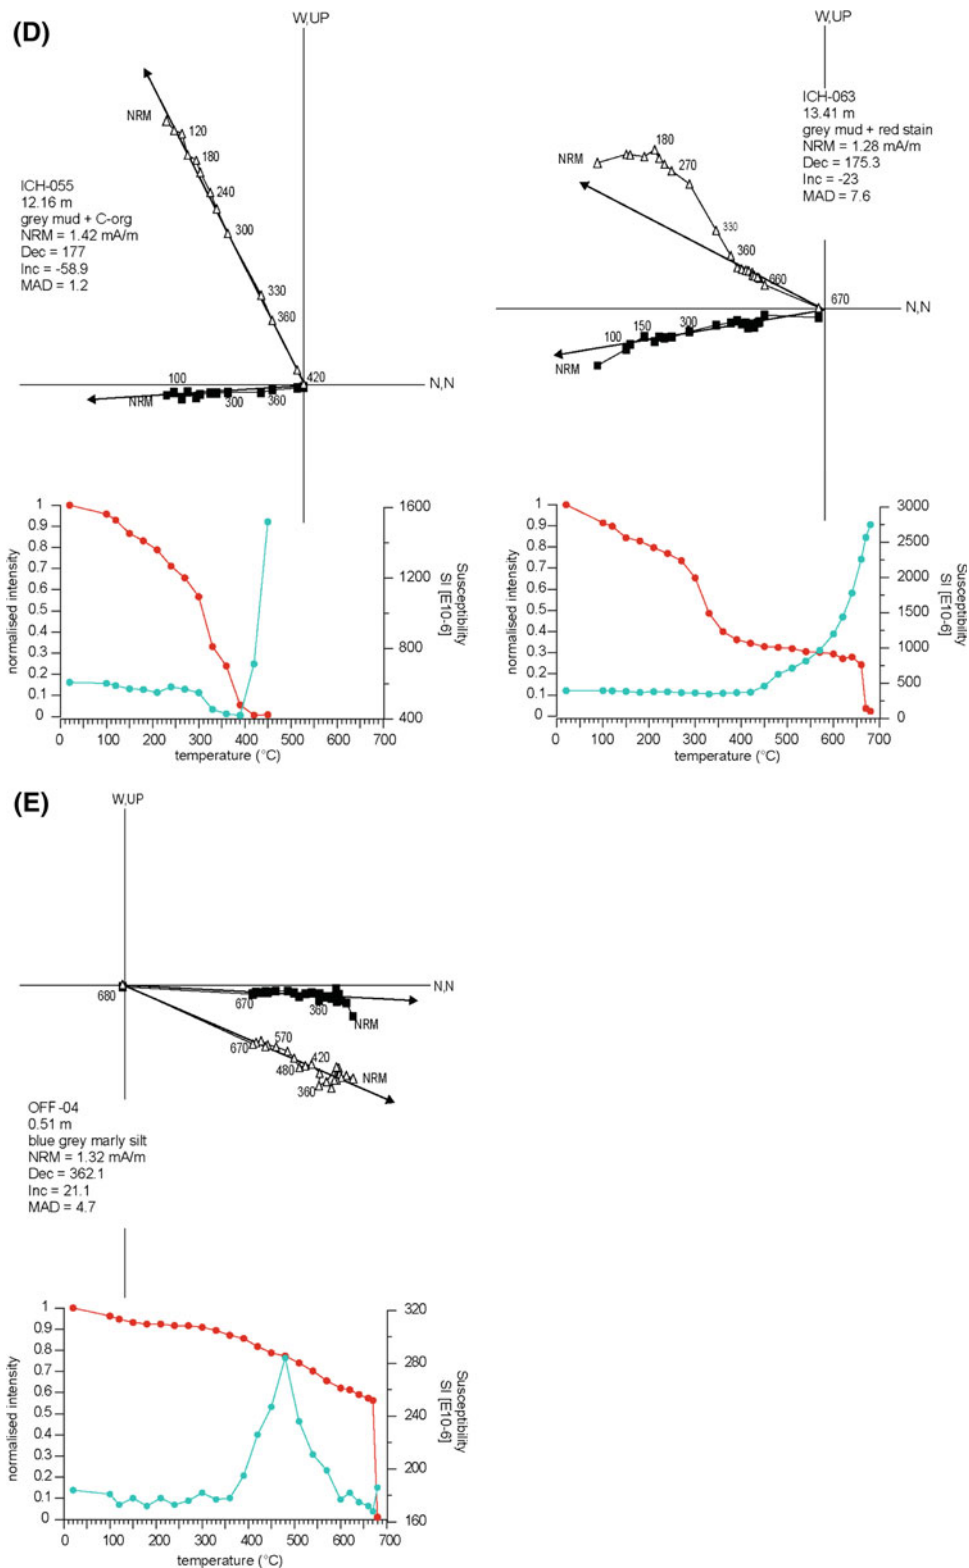 (D)
W,UP
NRM
120
180
240
300
330
360
420
N,N
100
NRM
300
360
ICH-055
12.16 m
grey mud + C-org
NRM = 1.42 mA/m
Dec = 177
Inc = -58.9
MAD = 1.2
W,UP
ICH-063
13.41 m
grey mud + red stain
NRM = 1.28 mA/m
Dec = 175.3
Inc = -23
MAD = 7.6
NRM
180
270
330
360
660
670
N,N
100
150
300
NRM
normalised intensity
1
0.9
0.8
0.7
0.6
0.5
0.4
0.3
0.2
0.1
0
0
100
200
300
400
500
600
700
temperature (°C)
1600
1200
800
400
Susceptibility
SI [E10-6]
normalised intensity
1
0.9
0.8
0.7
0.6
0.5
0.4
0.3
0.2
0.1
0
0
100
200
300
400
500
600
700
temperature (°C)
3000
2500
2000
1500
1000
500
0
Susceptibility
SI [E10-6]
(E)
W,UP
N,N
680
670
360
NRM
670
570
480
420
360
NRM
OFF-04
0.51 m
blue grey marly silt
NRM = 1.32 mA/m
Dec = 362.1
Inc = 21.1
MAD = 4.7
normalised intensity
1
0.9
0.8
0.7
0.6
0.5
0.4
0.3
0.2
0.1
0
0
100
200
300
400
500
600
700
temperature (°C)
320
280
240
200
180
160
Susceptibility
SI [E10-6]